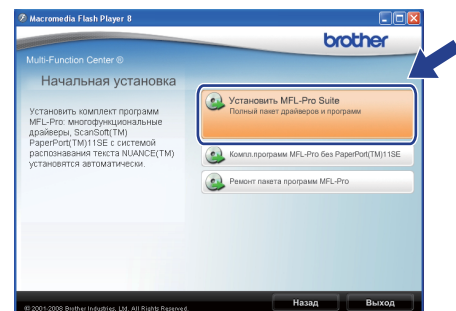 Macromedia Flash Player 8
brother
Multi-Function Center ®
Начальная установка
Установить комплект программ
MFL-Pro: многофункциональные
драйверы, ScanSoft(TM)
PaperPort(TM)11SE с системой
распознавания текста NUANCE(TM)
установятся автоматически.
Установить MFL-Pro Suite
Полный пакет драйверов и программ
Компл.программ MFL-Pro без PaperPort(TM)11SE
Ремонт пакета программ MFL-Pro
Назад
Выход
© 2001-2008 Brother Industries, Ltd. All Rights Reserved.